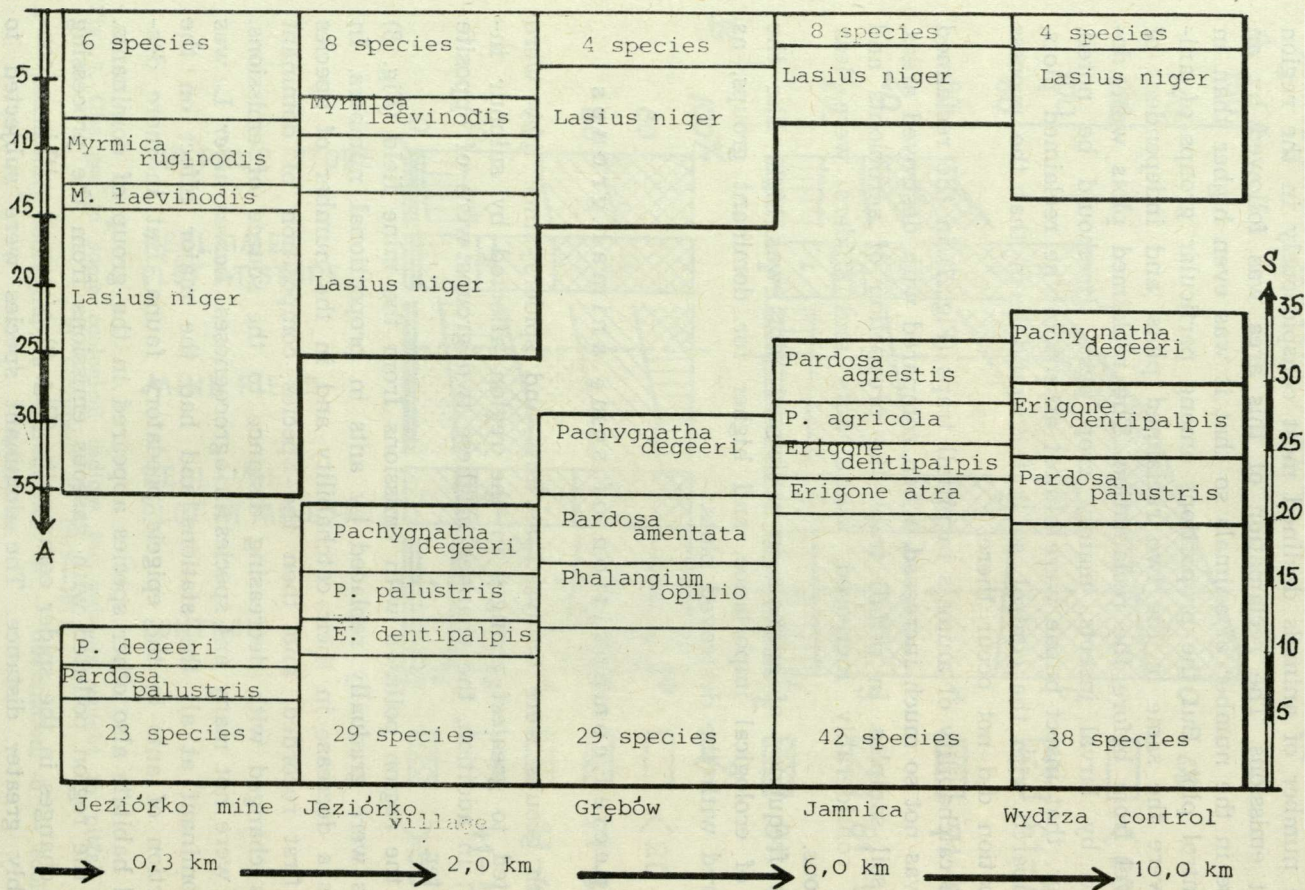 6 species
8 species
4 species
8 species
4 species
5
10
15
20
25
30
35
A
Myrmica
ruginodis
M. laevinodis
Lasius niger
Myrmica
laevinodis
Lasius niger
Lasius niger
Lasius niger
Lasius niger
S
35
30
25
20
15
10
5
P. degeeri
Pardosa
palustris
23 species
Pachygnatha
degeeri
P. palustris
E. dentipalpis
29 species
Pachygnatha
degeeri
Pardosa
amentata
Phalangium
opilio
29 species
Pardosa
agrestis
P. agricola
Erigone
dentipalpis
Erigone atra
42 species
Pachygnatha
degeeri
Erigone
dentipalpis
Pardosa
palustris
38 species
Jeziórko mine
Jeziórko
village
Grębów
Jamnica
Wydrza control
0,3 km
2,0 km
6,0 km
10,0 km